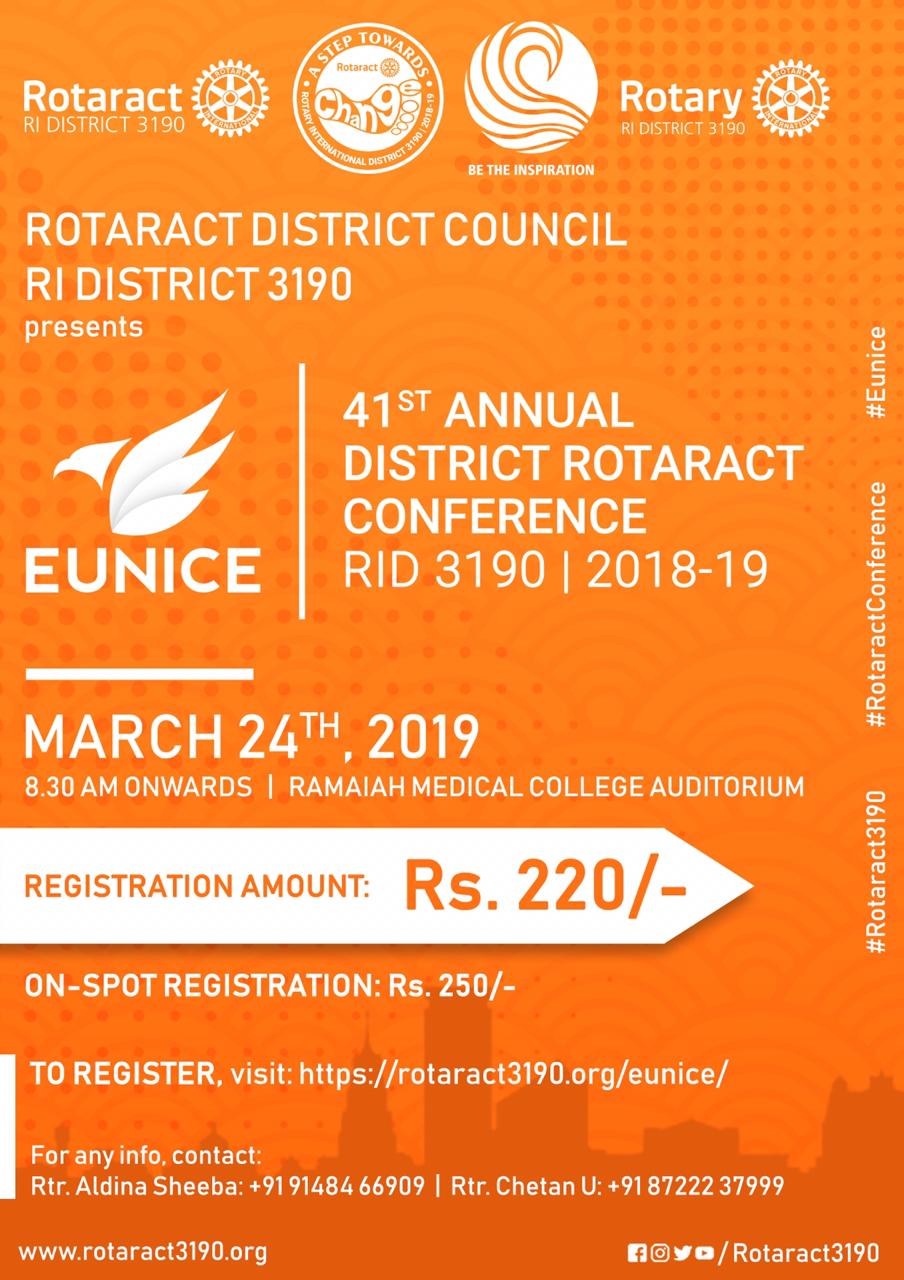 Rotaract
RI DISTRICT 3190
ROTARY
INTERNATIONAL
A STEP TOWARDS
Rotaract
Change
ROTARY INTERNATIONAL DISTRICT 3190 | 2018-19
BE THE INSPIRATION
Rotary
RI DISTRICT 3190
ROTARY
INTERNATIONAL
ROTARACT DISTRICT COUNCIL
RI DISTRICT 3190
presents
EUNICE
41ST ANNUAL
DISTRICT ROTARACT
CONFERENCE
RID 3190 | 2018-19
#Eunice
#RotaractConference
#Rotaract3190
MARCH 24TH, 2019
8.30 AM ONWARDS | RAMAIAH MEDICAL COLLEGE AUDITORIUM
REGISTRATION AMOUNT: Rs. 220/-
ON-SPOT REGISTRATION: Rs. 250/-
TO REGISTER, visit: https://rotaract3190.org/eunice/
For any info, contact:
Rtr. Aldina Sheeba: +91 91484 66909 | Rtr. Chetan U: +91 87222 37999
www.rotaract3190.org
/ Rotaract3190